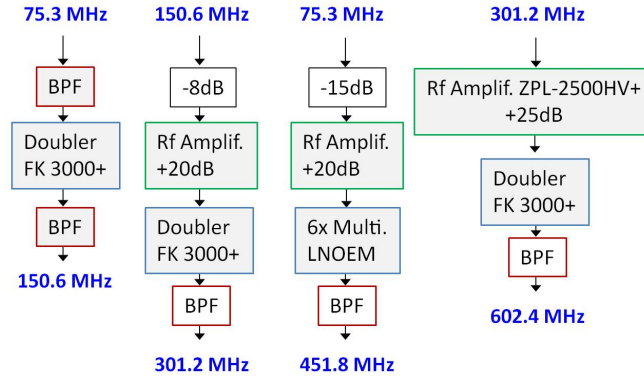 75.3 MHz
BPF
Doubler
FK 3000+
BPF
150.6 MHz
150.6 MHz
-8dB
Rf Amplif.
+20dB
Doubler
FK 3000+
BPF
301.2 MHz
75.3 MHz
-15dB
Rf Amplif.
+20dB
6x Multi.
LNOEM
BPF
451.8 MHz
301.2 MHz
Rf Amplif. ZPL-2500HV+
+25dB
Doubler
FK 3000+
BPF
602.4 MHz